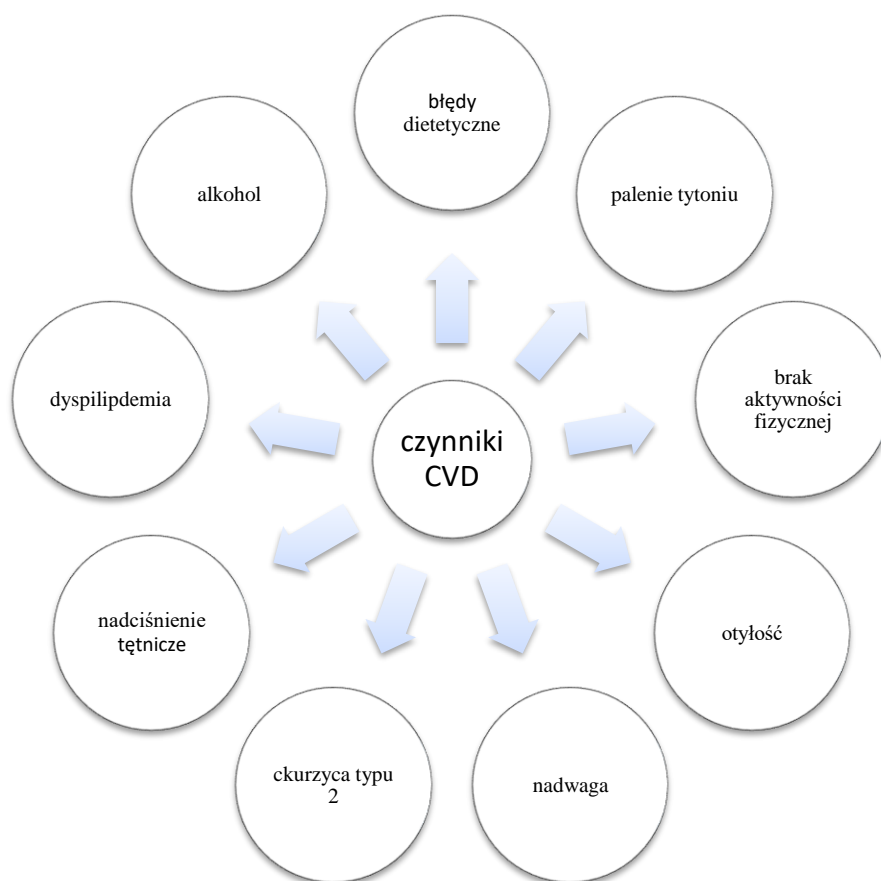 błędy
dietetyczne
palenie tytoniu
alkohol
brak
aktywności
fizycznej
dyspilipdemia
czynniki
CVD
nadciśnienie
tętnicze
otyłość
ckurzyca typu
2
nadwaga